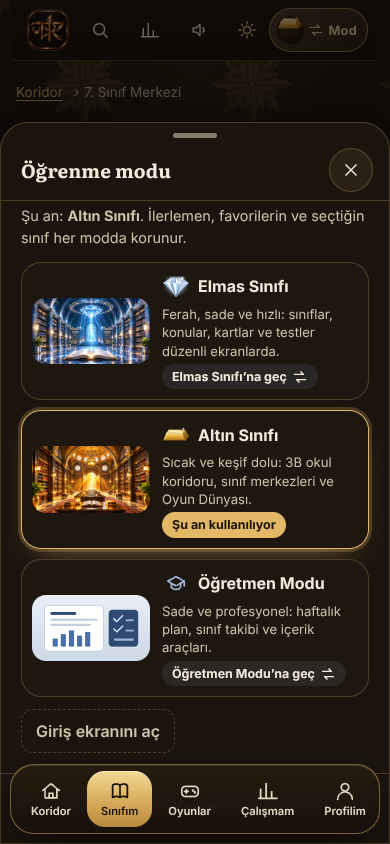 Mod
Koridor › 7. Sınıf Merkezi
Öğrenme modu
Şu an: Altın Sınıfı. İlerlemen, favorilerin ve seçtiğin
sınıf her modda korunur.
Elmas Sınıfı
Ferah, sade ve hızlı: sınıflar,
konular, kartlar ve testler
düzenli ekranlarda.
Elmas Sınıfı'na geç
Altın Sınıfı
Sıcak ve keşif dolu: 3B okul
koridoru, sınıf merkezleri ve
Oyun Dünyası.
Şu an kullanılıyor
Öğretmen Modu
Sade ve profesyonel: haftalık
plan, sınıf takibi ve içerik
araçları.
Öğretmen Modu'na geç
Giriş ekranını aç
Koridor Sınıfım Oyunlar Çalışmam Profilim